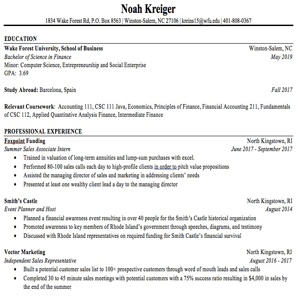 Noah Kreiger
1834 Wake Forest Rd, P.O Box # | Winston-Salem, NC 27106 | @wfu.edu | 401-808-0367
EDUCATION
Wake Forest University, School of Business Winston-Salem, NC
Bachelor of Science in Finance May 2019
Minor: Computer Science, Entrepreneurship and Social Enterprise
GPA: 3.69
Study Abroad: Barcelona, Spain Fall 2017
Relevant Coursework: Accounting 111, CSC 111 Java, Economics, Principles of Finance, Financial Accounting 211, Fundamentals
of CSC 112, Applied Quantitative Analysis Finance, Intermediate Finance
PROFESSIONAL EXPERIENCE
Foxpoint Funding North Kingstown, RI
Summer Sales Associate Intern June 2017 - September 2017
• Trained in valuation of long-term annuities and lump-sum purchases with excel.
• Performed 80-100 sales calls each day to high-profile clients in order to pitch value propositions
• Assisted director of managing sales and marketing in addressing clients' needs
• Presented at least one wealthy client lead a day to sales managing director
Smith's Castle North Kingstown, RI
Event Planner and Host August 2014 - August 2017
• Planned a financial awareness event resulting in over 40 people for the Smith's Castle historical organization
• Promoted awareness to key members of Rhode Island's government through speeches, diagrams, and testimony
• Discussed with Rhode Island representatives on required funding for Smith's Castle financial survival
Vector Marketing North Kingstown, RI
Independent Sales Representative August 2016 - 2017
• Built a potential customer sales list to 100+ prospective customers through word of mouth leads and sales calls
• Completed 30 to 45 minute sales meetings with potential customers with a 75% success ratio resulting in $4,000 in sales by
the end of the summer